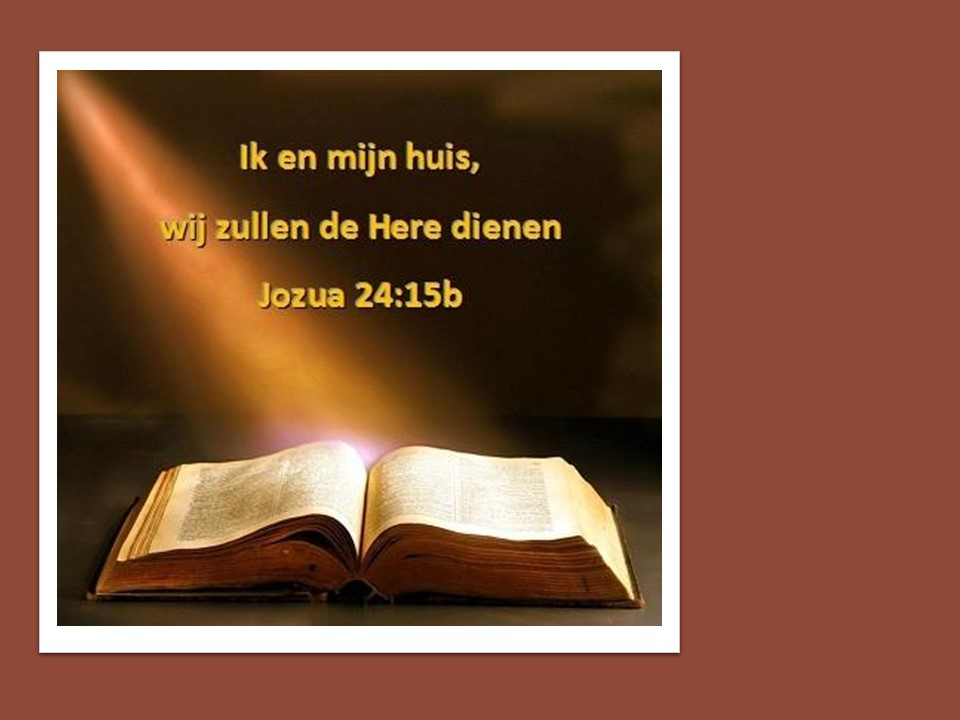 Ik en mijn huis,
wij zullen de Here dienen
Jozua 24:15b